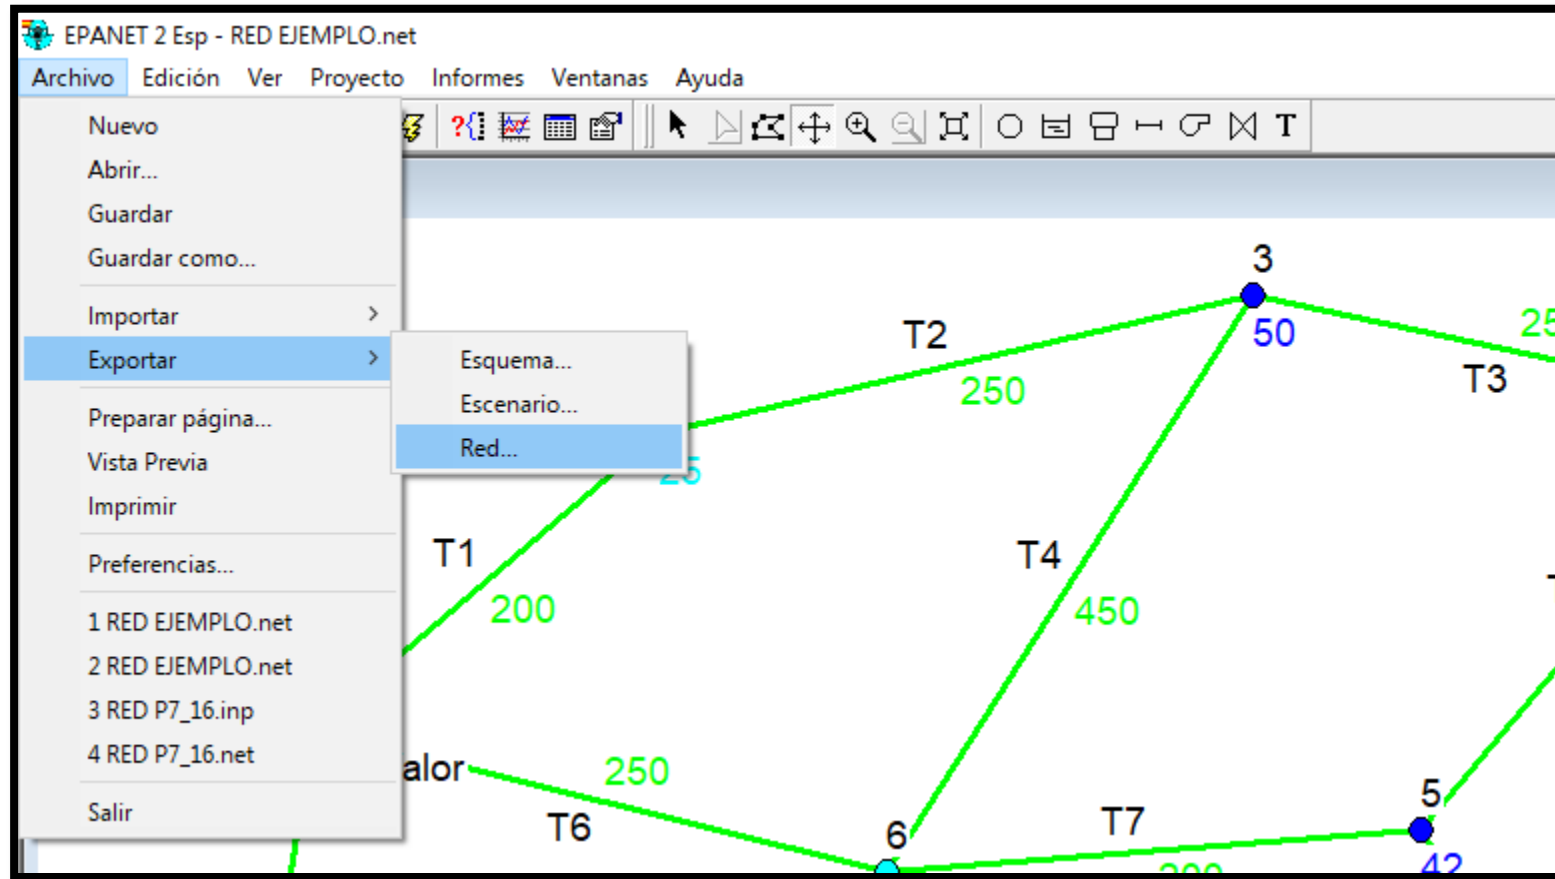 EPANET 2 Esp - RED EJEMPLO.net
Archivo Edición Ver Proyecto Informes Ventanas Ayuda
Nuevo
Abrir...
Guardar
Guardar como...
Importar
Exportar
Preparar página...
Vista Previa
Imprimir
Preferencias...
1 RED EJEMPLO.net
2 RED EJEMPLO.net
3 RED P7_16.inp
4 RED P7_16.net
Salir
Esquema...
Escenario...
Red...
T
3
50
T2
250
25
T3
25
T1
200
T4
450
alor
250
T6
6
T7
5
42